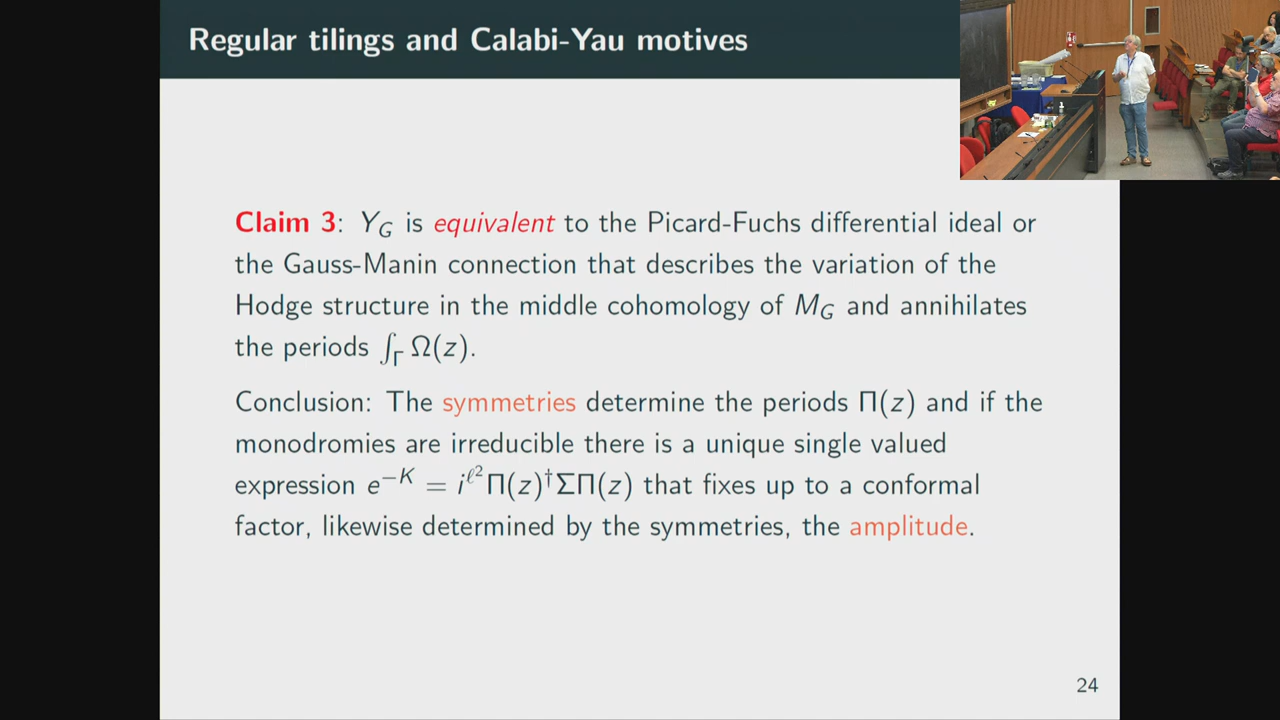 Regular tilings and Calabi-Yau motives
Claim 3: Y_G is equivalent to the Picard-Fuchs differential ideal or
the Gauss-Manin connection that describes the variation of the
Hodge structure in the middle cohomology of M_G and annihilates
the periods ∫_Γ Ω(z).
Conclusion: The symmetries determine the periods Π(z) and if the
monodromies are irreducible there is a unique single valued
expression e^{−K} = i^{ℓ²}Π(z)†ΣΠ(z) that fixes up to a conformal
factor, likewise determined by the symmetries, the amplitude.
24